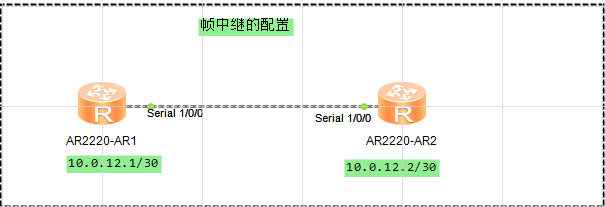 帧中继的配置
R
R
Serial 1/0/0
Serial 1/0/0
AR2220-AR1
AR2220-AR2
10.0.12.1/30
10.0.12.2/30